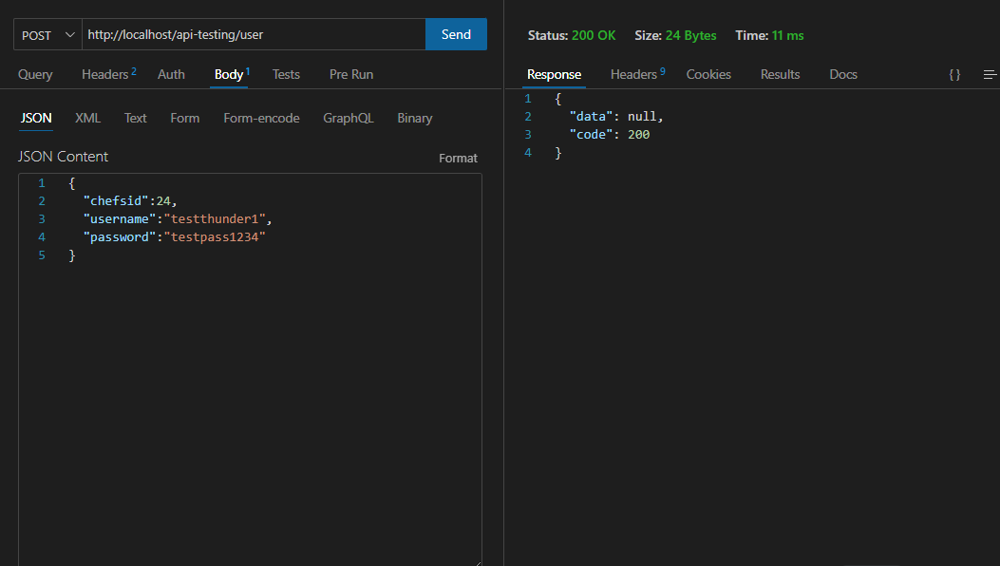 POST http://localhost/api-testing/user Send
Query Headers 2 Auth Body 1 Tests Pre Run
JSON XML Text Form Form-encode GraphQL Binary
JSON Content Format
1 {
2 "chefsid":24,
3 "username":"testthunder1",
4 "password":"testpass1234"
5 }
Status: 200 OK Size: 24 Bytes Time: 11 ms
Response Headers 9 Cookies Results Docs { }
1 {
2 "data": null,
3 "code": 200
4 }